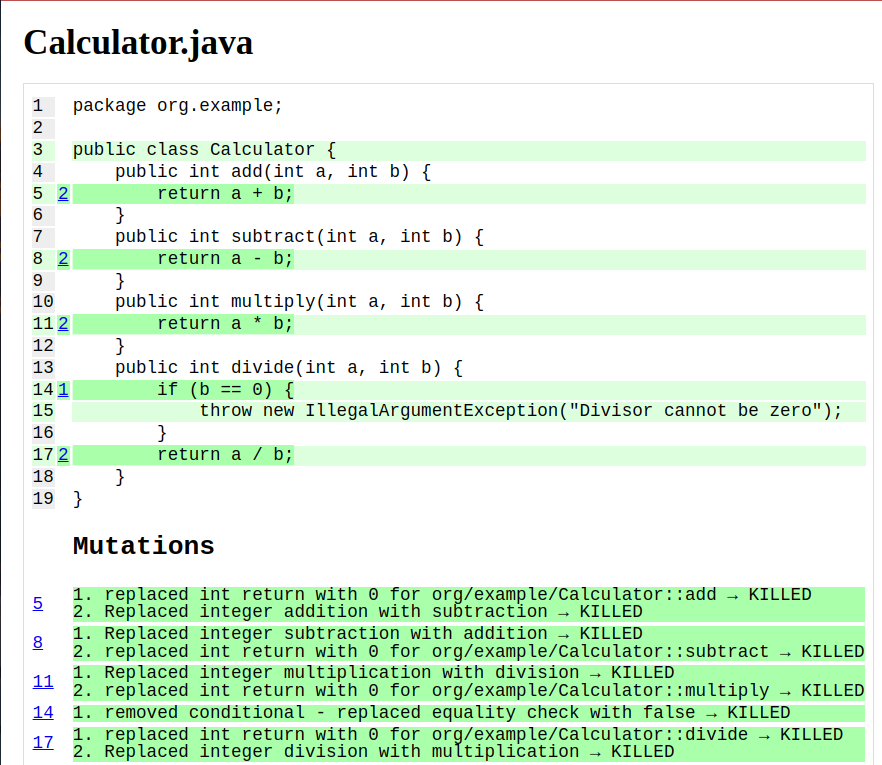 Calculator.java
1 package org.example;
2
3 public class Calculator {
4 public int add(int a, int b) {
5 2 return a + b;
6 }
7 public int subtract(int a, int b) {
8 2 return a - b;
9 }
10 public int multiply(int a, int b) {
11 2 return a * b;
12 }
13 public int divide(int a, int b) {
14 1 if (b == 0) {
15 throw new IllegalArgumentException("Divisor cannot be zero");
16 }
17 2 return a / b;
18 }
19 }
Mutations
5
1. replaced int return with 0 for org/example/Calculator::add → KILLED
2. Replaced integer addition with subtraction → KILLED
8
1. Replaced integer subtraction with addition → KILLED
2. replaced int return with 0 for org/example/Calculator::subtract → KILLED
11
1. Replaced integer multiplication with division → KILLED
2. replaced int return with 0 for org/example/Calculator::multiply → KILLED
14 1. removed conditional - replaced equality check with false → KILLED
17
1. replaced int return with 0 for org/example/Calculator::divide → KILLED
2. Replaced integer division with multiplication → KILLED